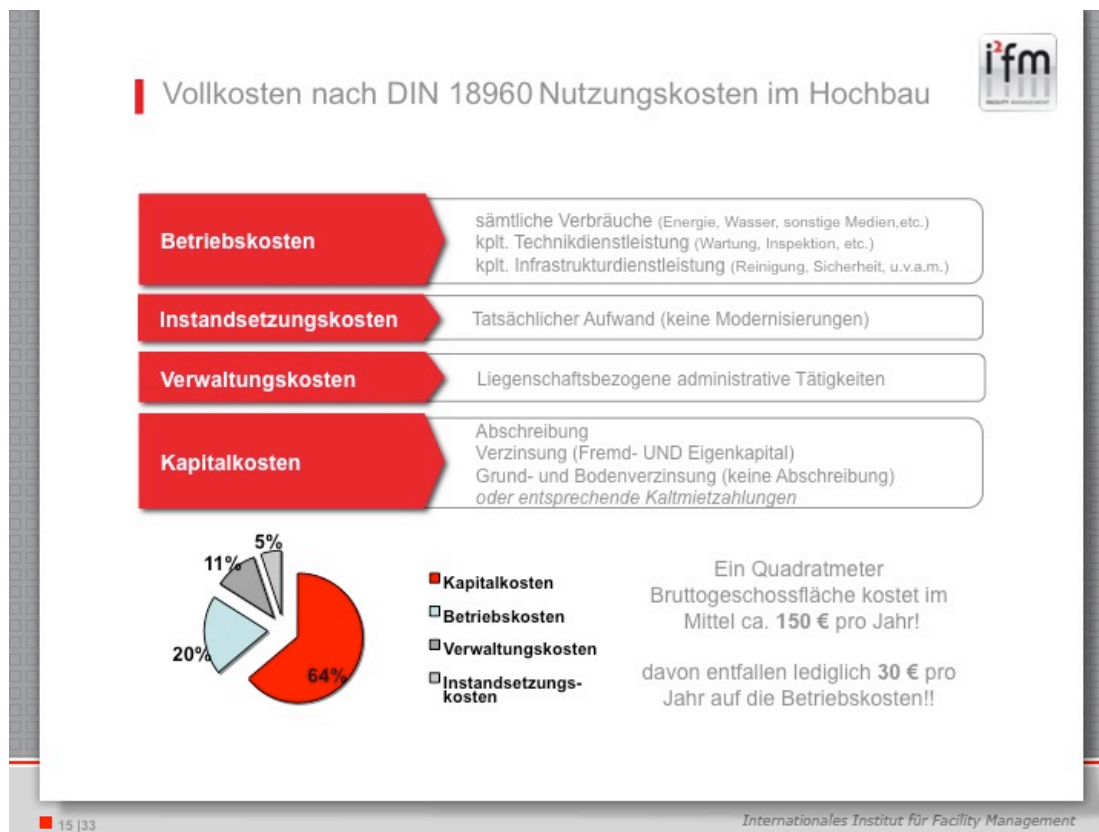 i²fm
FACILITY MANAGEMENT
Vollkosten nach DIN 18960 Nutzungskosten im Hochbau
Betriebskosten
sämtliche Verbräuche (Energie, Wasser, sonstige Medien,etc.)
kplt. Technikdienstleistung (Wartung, Inspektion, etc.)
kplt. Infrastrukturdienstleistung (Reinigung, Sicherheit, u.v.a.m.)
Instandsetzungskosten
Tatsächlicher Aufwand (keine Modernisierungen)
Verwaltungskosten
Liegenschaftsbezogene administrative Tätigkeiten
Kapitalkosten
Abschreibung
Verzinsung (Fremd- UND Eigenkapital)
Grund- und Bodenverzinsung (keine Abschreibung)
oder entsprechende Kaltmietzahlungen
5%
11%
20%
64%
Kapitalkosten
Betriebskosten
Verwaltungskosten
Instandsetzungs-
kosten
Ein Quadratmeter
Bruttogeschossfläche kostet im
Mittel ca. 150 € pro Jahr!
davon entfallen lediglich 30 € pro
Jahr auf die Betriebskosten!!
15 |33
Internationales Institut für Facility Management